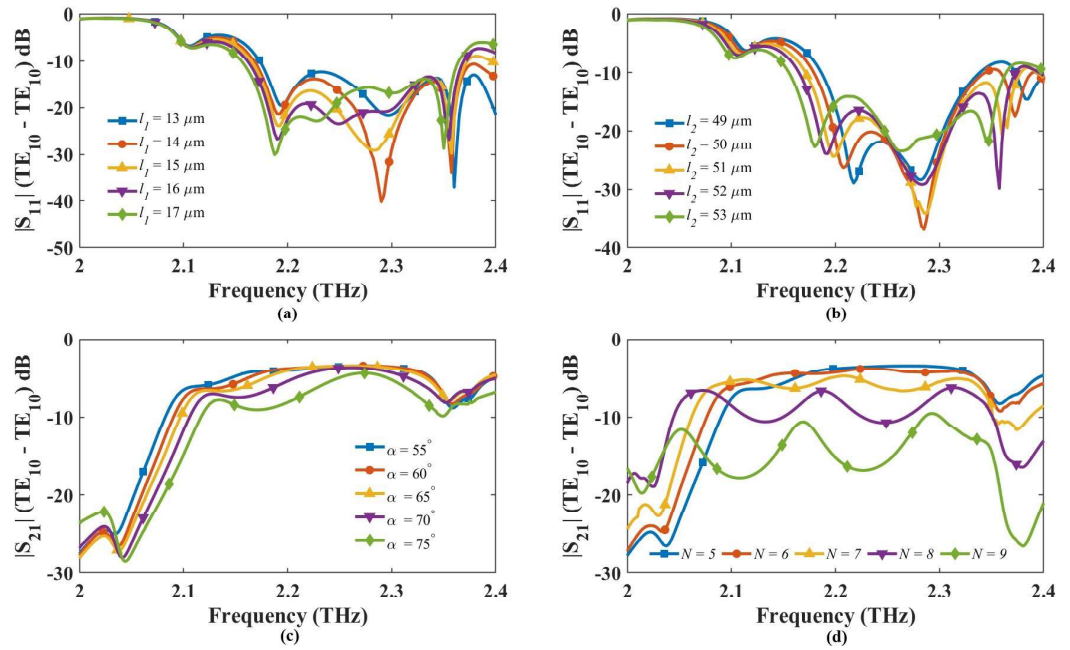 |S11| (TE10 - TE10) dB
0
-10
-20
-30
-40
-50
l1 = 13 μm
l1 − 14 μm
l1 = 15 μm
l1 = 16 μm
l1 = 17 μm
2
2.1
2.2
2.3
2.4
Frequency (THz)
(a)
|S11| (TE10 - TE10) dB
0
-10
-20
-30
-40
l2 = 49 μm
l2 − 50 μm
l2 = 51 μm
l2 = 52 μm
l2 = 53 μm
2
2.1
2.2
2.3
2.4
Frequency (THz)
(b)
|S21| (TE10 - TE10) dB
0
-10
-20
-30
α = 55°
α = 60°
α = 65°
α = 70°
α = 75°
2
2.1
2.2
2.3
2.4
Frequency (THz)
(c)
|S21| (TE10 - TE10) dB
0
-10
-20
-30
N = 5 N = 6 N = 7 N = 8 N = 9
2
2.1
2.2
2.3
2.4
Frequency (THz)
(d)